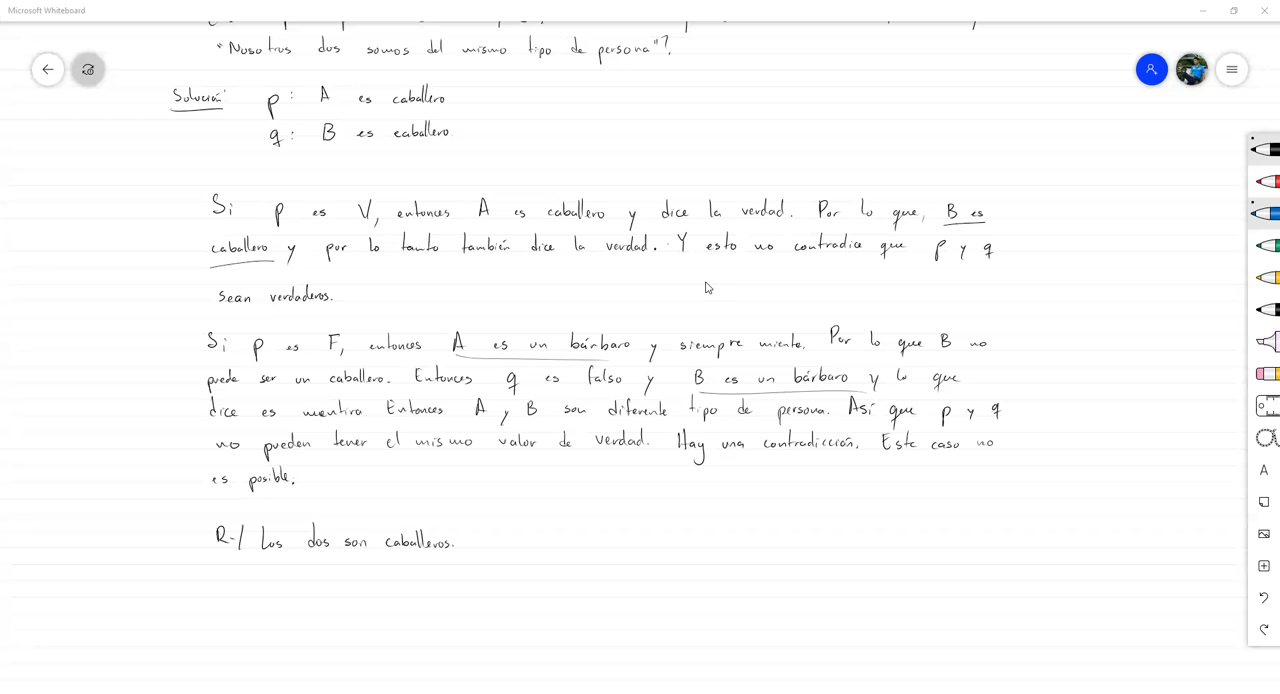 Microsoft Whiteboard
"Nosotros dos somos del mismo tipo de persona"?
Solución: p: A es caballero
q: B es caballero
Si p es V, entonces A es caballero y dice la verdad. Por lo que, B es
caballero y por lo tanto también dice la verdad. Y esto no contradice que p y q
sean verdaderos.
Si p es F, entonces A es un bárbaro y siempre miente. Por lo que B no
puede ser un caballero. Entonces q es falso y B es un bárbaro y lo que
dice es mentira Entonces A y B son diferente tipo de persona. Así que p y q
no pueden tener el mismo valor de verdad. Hay una contradicción. Este caso no
es posible.
R-/ Los dos son caballeros.
A